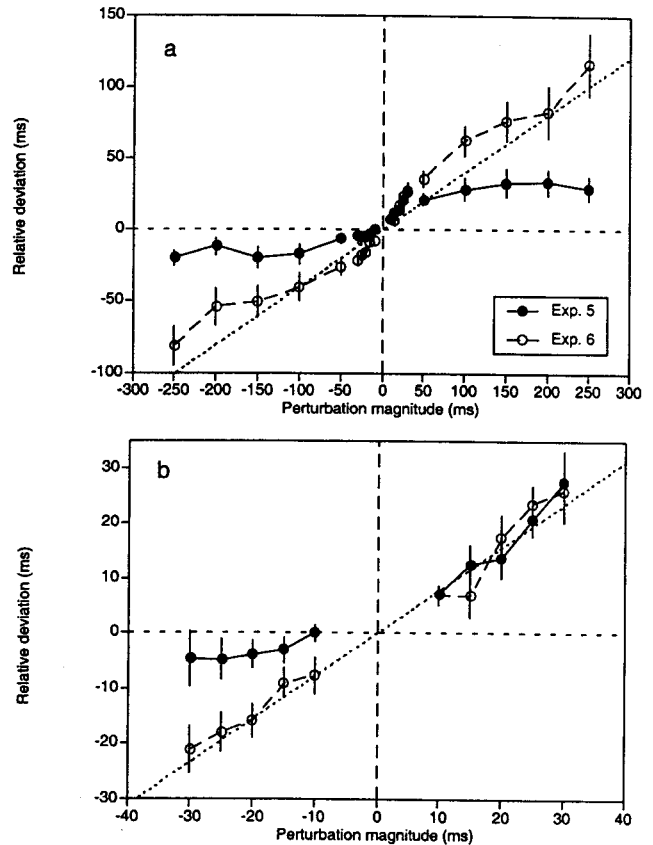 150
a
100
50
0
-50
-100
Relative deviation (ms)
Exp. 5
Exp. 6
-300 -250 -200 -150 -100 -50 0 50 100 150 200 250 300
Perturbation magnitude (ms)
b
30
20
10
0
-10
-20
-30
Relative deviation (ms)
-40 -30 -20 -10 0 10 20 30 40
Perturbation magnitude (ms)